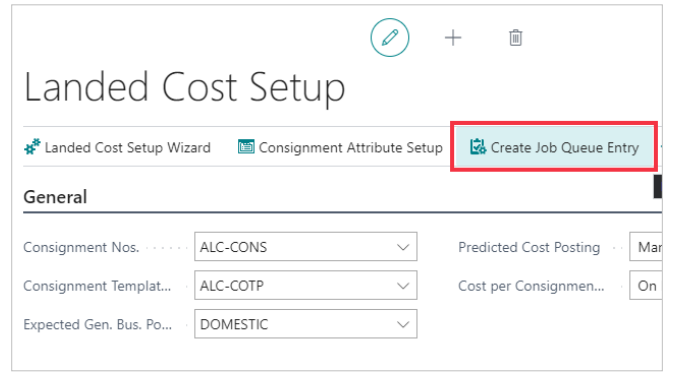 Landed Cost Setup
Landed Cost Setup Wizard Consignment Attribute Setup Create Job Queue Entry
General
Consignment Nos. ALC-CONS Predicted Cost Posting
Consignment Templat... ALC-COTP Cost per Consignmen... On
Expected Gen. Bus. Po... DOMESTIC